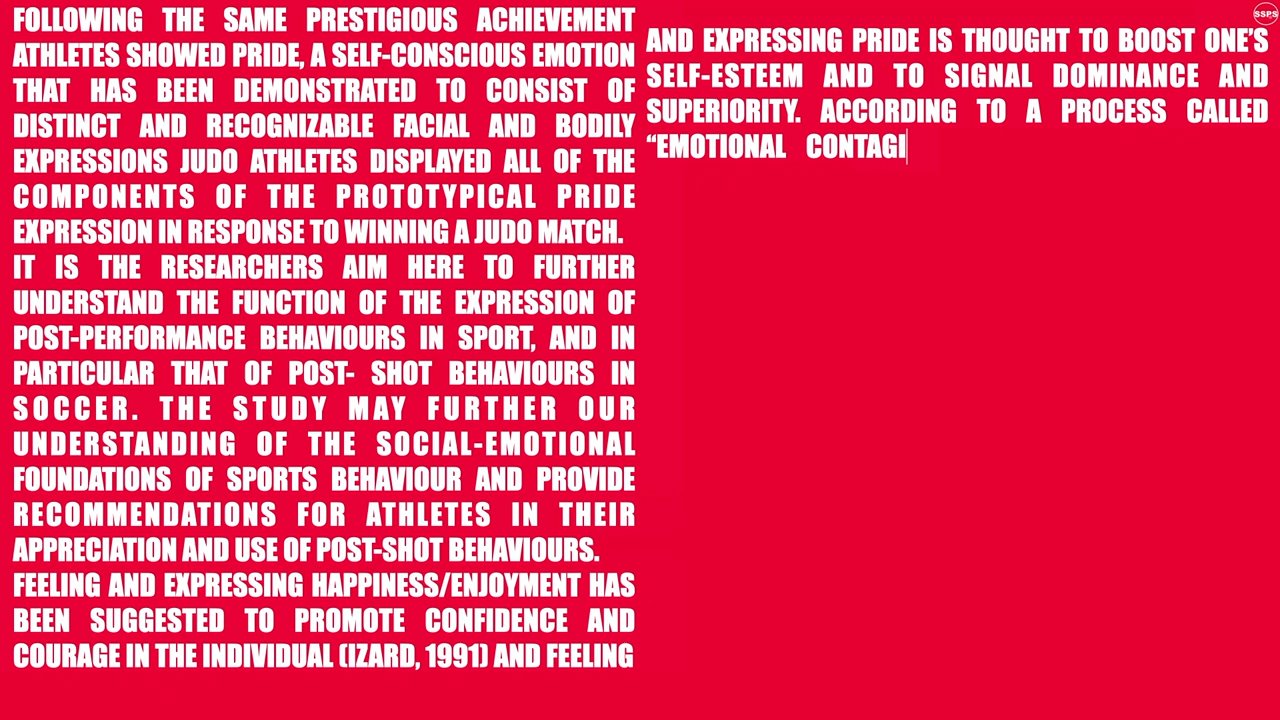 FOLLOWING THE SAME PRESTIGIOUS ACHIEVEMENT
ATHLETES SHOWED PRIDE, A SELF-CONSCIOUS EMOTION
THAT HAS BEEN DEMONSTRATED TO CONSIST OF
DISTINCT AND RECOGNIZABLE FACIAL AND BODILY
EXPRESSIONS JUDO ATHLETES DISPLAYED ALL OF THE
COMPONENTS OF THE PROTOTYPICAL PRIDE
EXPRESSION IN RESPONSE TO WINNING A JUDO MATCH.
IT IS THE RESEARCHERS AIM HERE TO FURTHER
UNDERSTAND THE FUNCTION OF THE EXPRESSION OF
POST-PERFORMANCE BEHAVIOURS IN SPORT, AND IN
PARTICULAR THAT OF POST- SHOT BEHAVIOURS IN
SOCCER. THE STUDY MAY FURTHER OUR
UNDERSTANDING OF THE SOCIAL-EMOTIONAL
FOUNDATIONS OF SPORTS BEHAVIOUR AND PROVIDE
RECOMMENDATIONS FOR ATHLETES IN THEIR
APPRECIATION AND USE OF POST-SHOT BEHAVIOURS.
FEELING AND EXPRESSING HAPPINESS/ENJOYMENT HAS
BEEN SUGGESTED TO PROMOTE CONFIDENCE AND
COURAGE IN THE INDIVIDUAL (IZARD, 1991) AND FEELING
AND EXPRESSING PRIDE IS THOUGHT TO BOOST ONE'S
SELF-ESTEEM AND TO SIGNAL DOMINANCE AND
SUPERIORITY. ACCORDING TO A PROCESS CALLED
“EMOTIONAL CONTAGI
SSPS